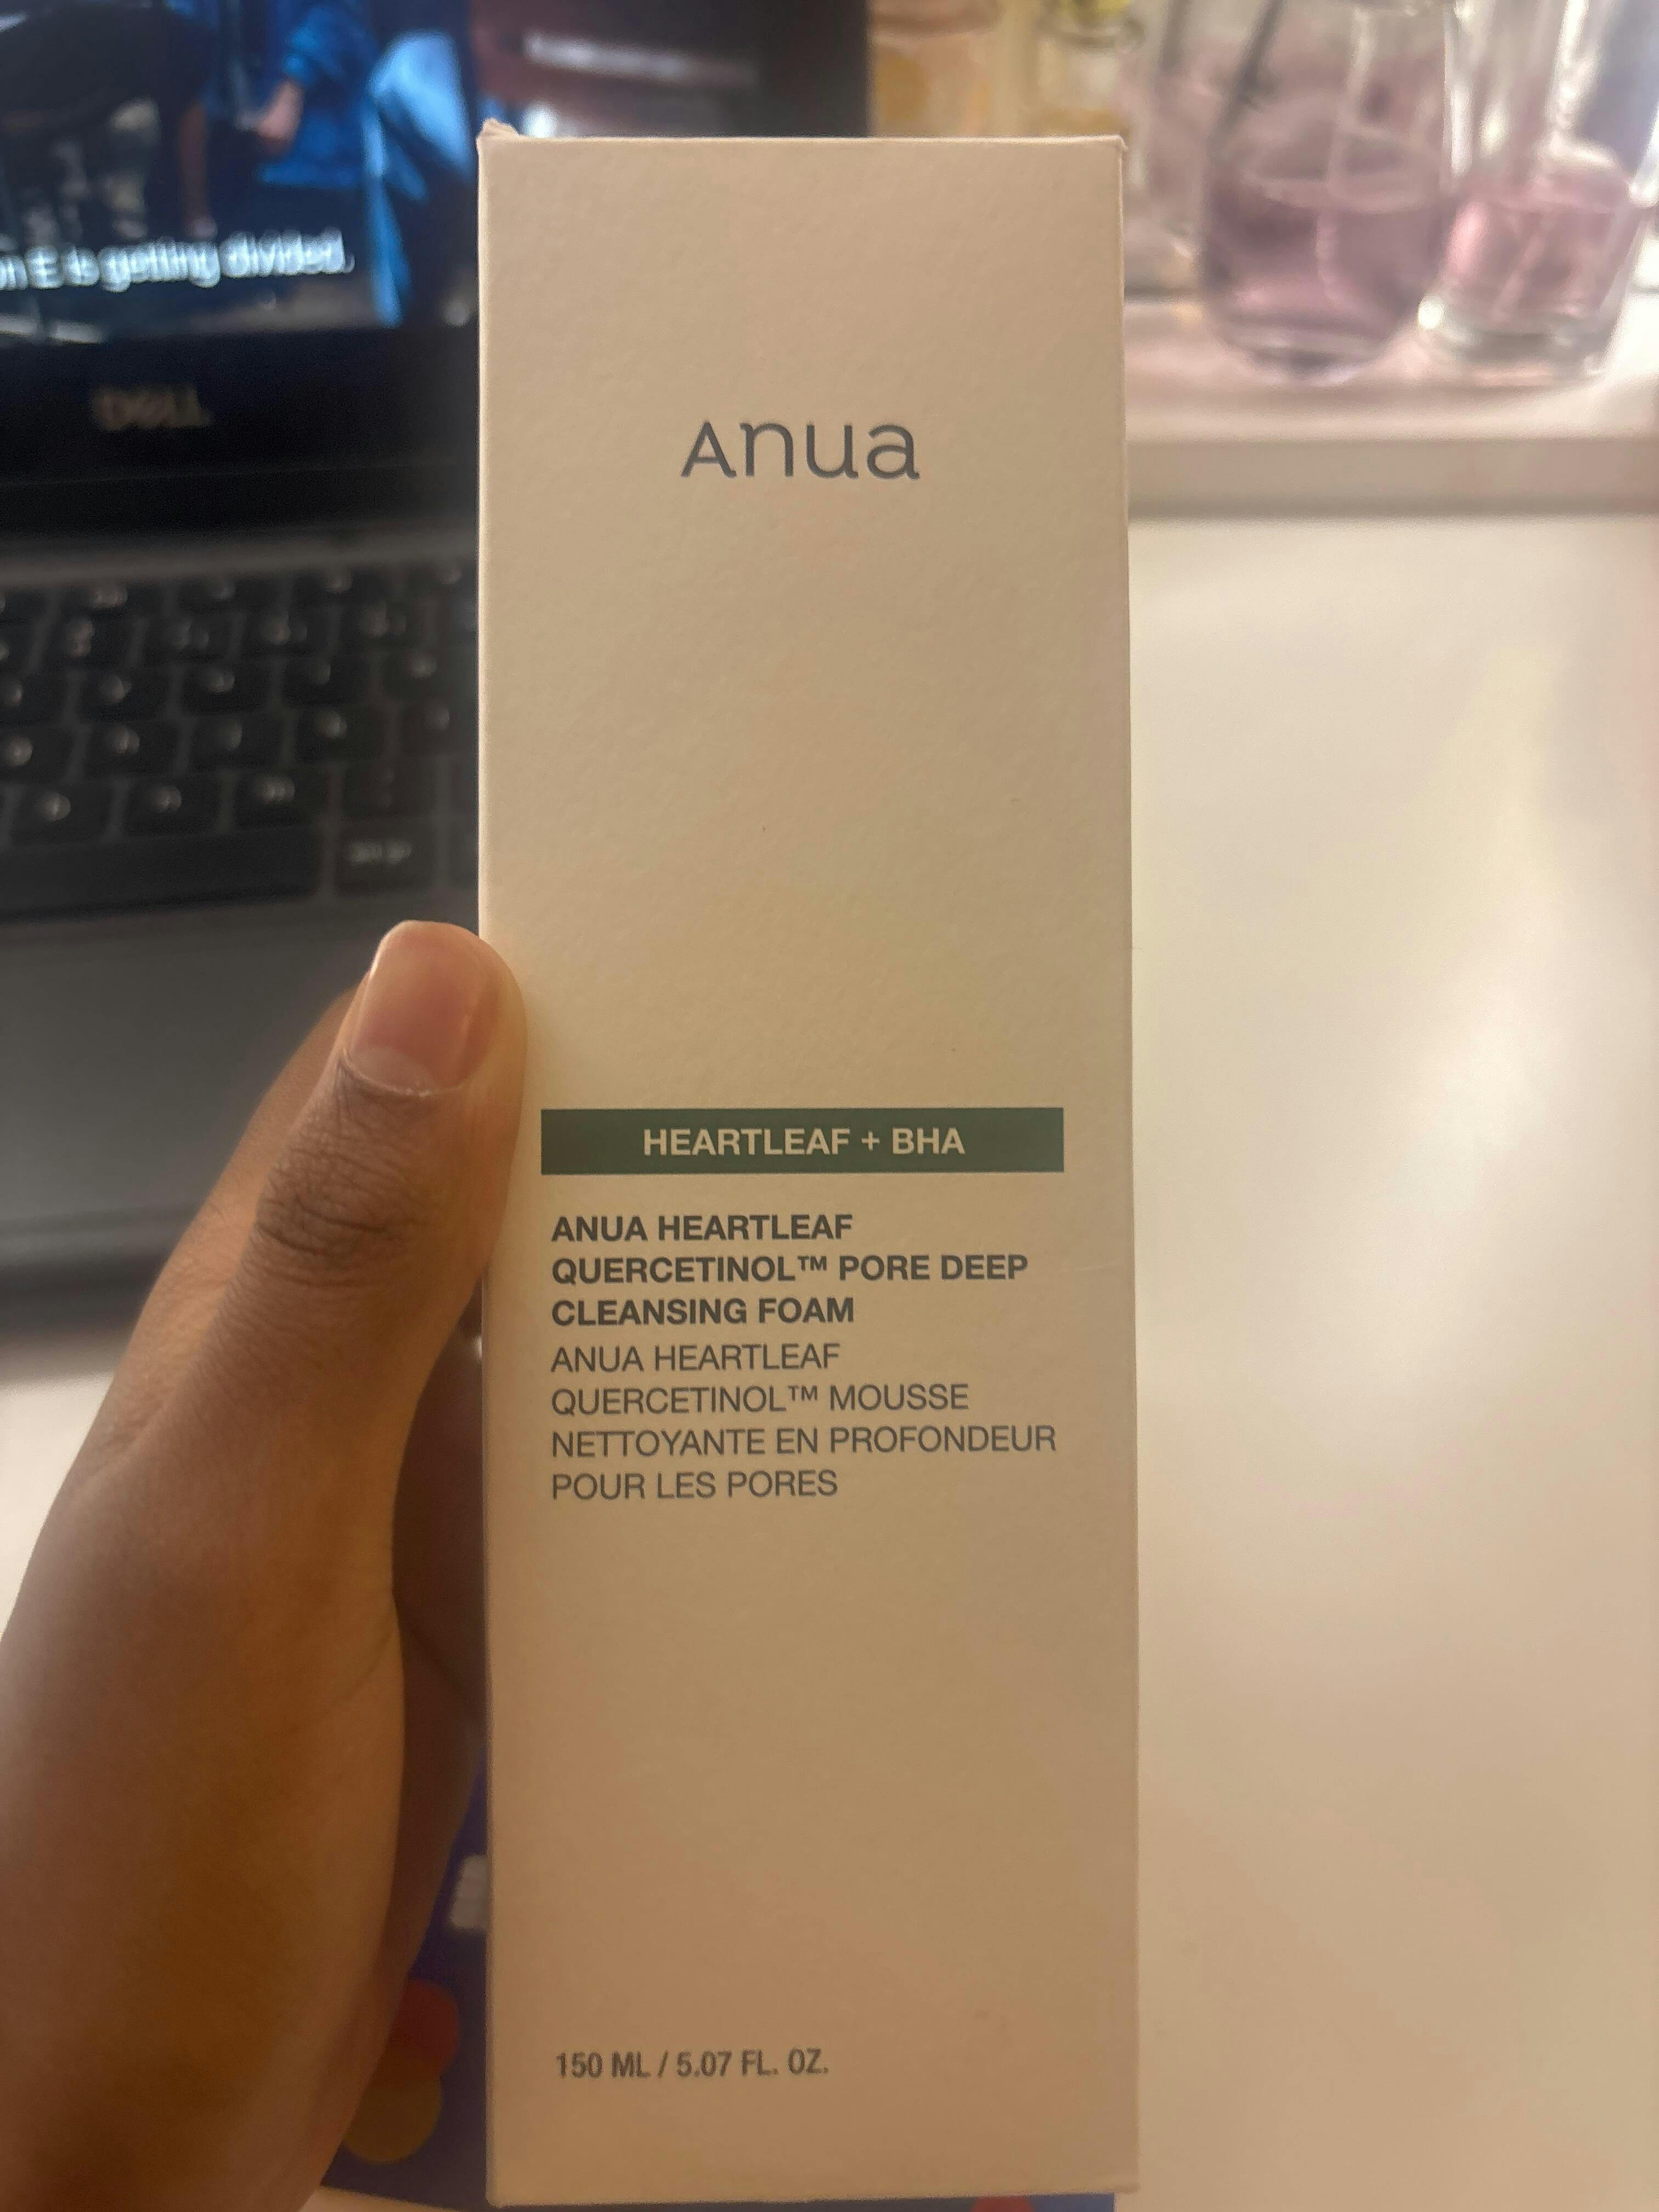 E is getting divided.
DELL
Anua
HEARTLEAF + BHA
ANUA HEARTLEAF
QUERCETINOL™ PORE DEEP
CLEANSING FOAM
ANUA HEARTLEAF
QUERCETINOL™ MOUSSE
NETTOYANTE EN PROFONDEUR
POUR LES PORES
150 ML / 5.07 FL. OZ.